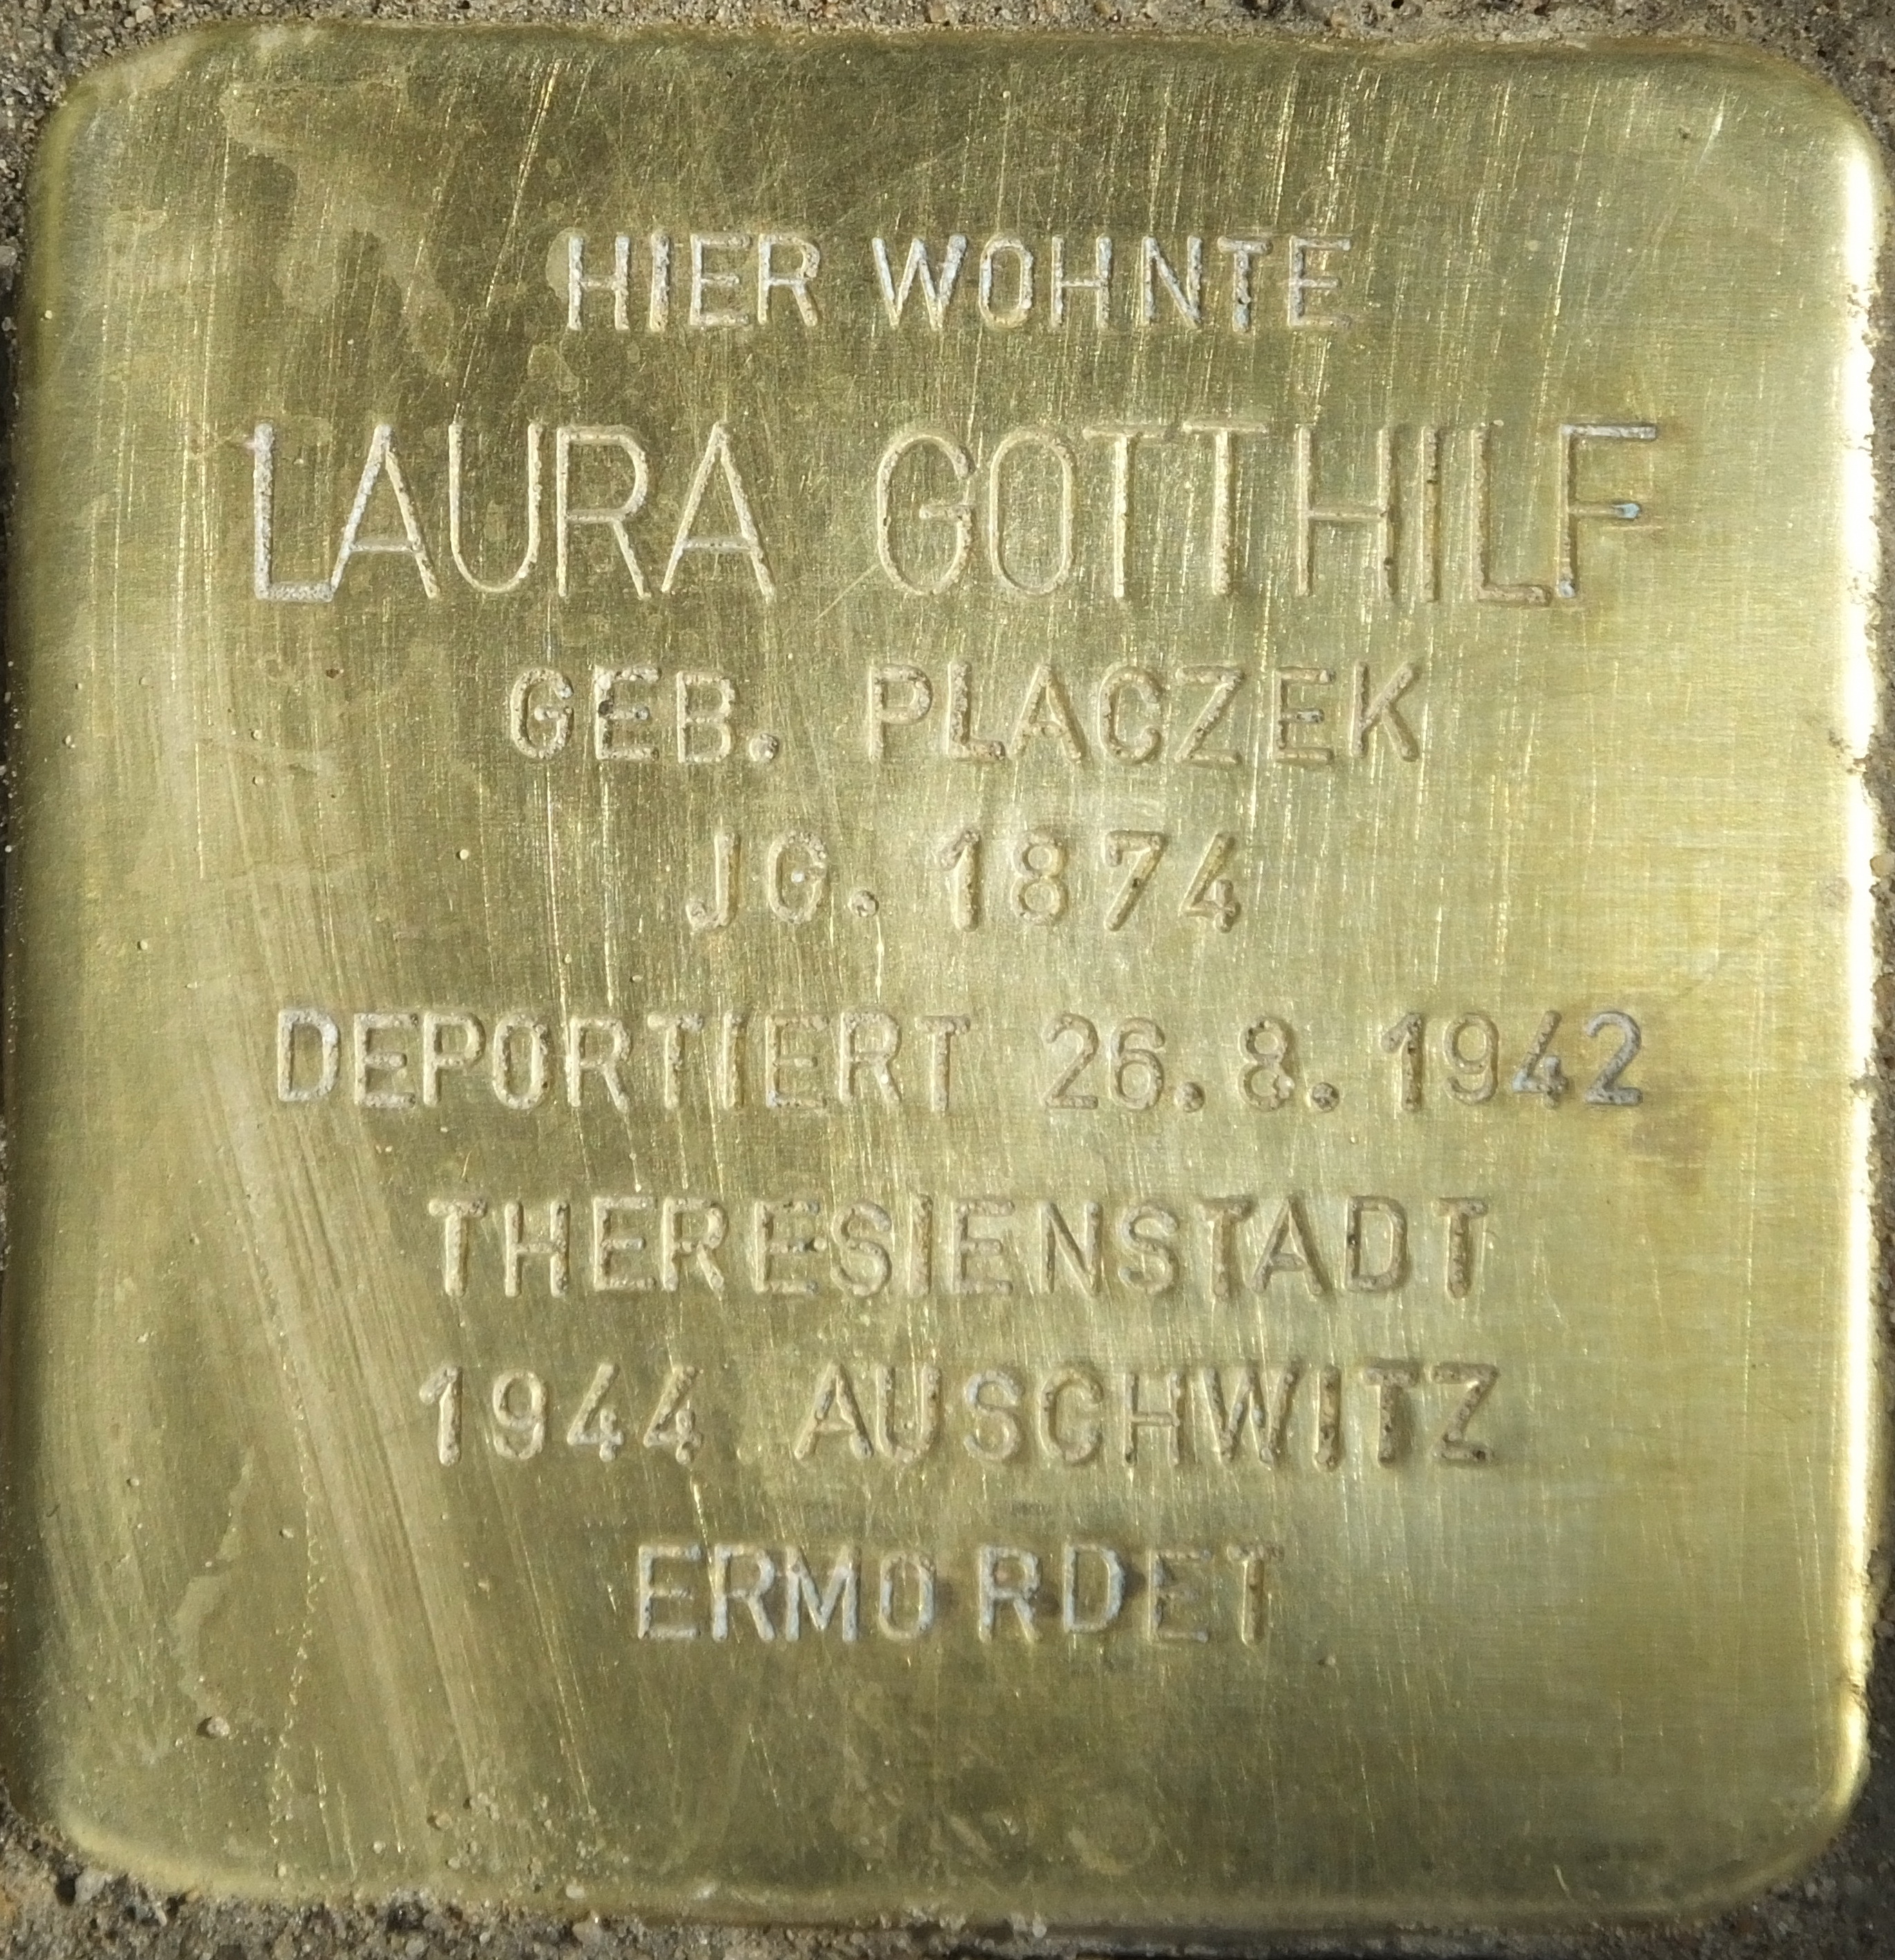 HIER WOHNTE
LAURA GOTTHILF
GEB. PLACZEK
JG. 1874
DEPORTIERT 26.8.1942
THERESIENSTADT
1944 AUSCHWITZ
ERMORDET